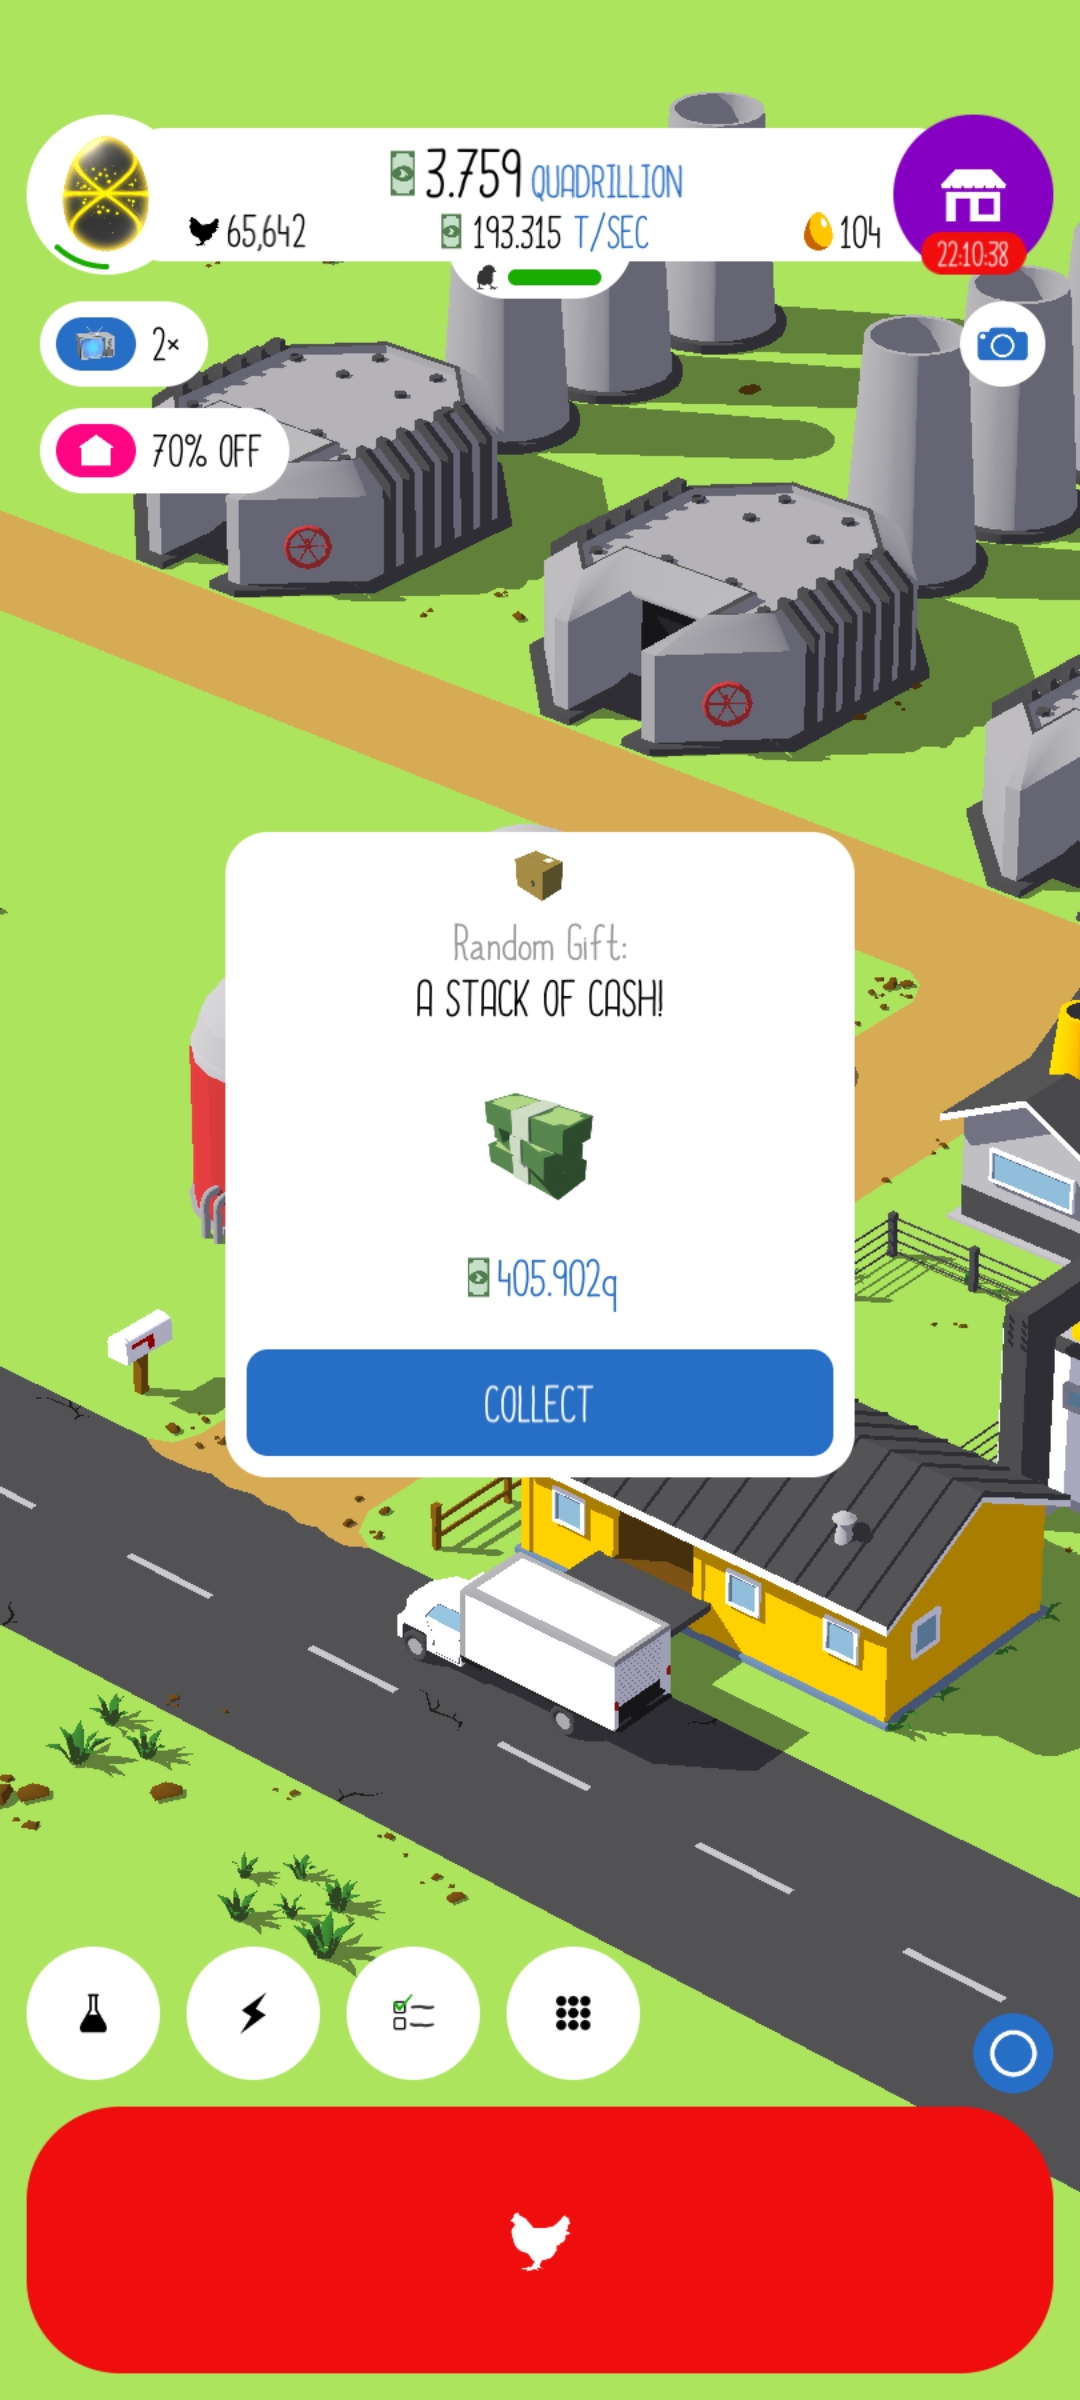 3.759 QUADRILLION
65,642
193.315 T/SEC
104
22:10:38
2×
70% OFF
Random Gift:
A STACK OF CASH!
405.902q
COLLECT